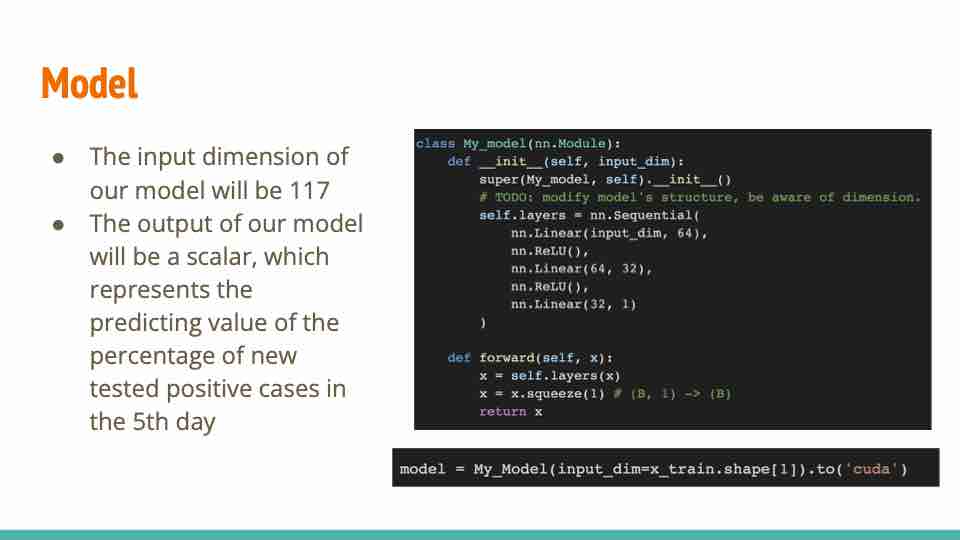 Model
● The input dimension of
our model will be 117
● The output of our model
will be a scalar, which
represents the
predicting value of the
percentage of new
tested positive cases in
the 5th day
class My_model(nn.Module):
    def __init__(self, input_dim):
        super(My_model, self).__init__()
        # TODO: modify model's structure, be aware of dimension.
        self.layers = nn.Sequential(
            nn.Linear(input_dim, 64),
            nn.ReLU(),
            nn.Linear(64, 32),
            nn.ReLU(),
            nn.Linear(32, 1)
        )
    def forward(self, x):
        x = self.layers(x)
        x = x.squeeze(1) # (B, 1) -> (B)
        return x
model = My_Model(input_dim=x_train.shape[1]).to('cuda')